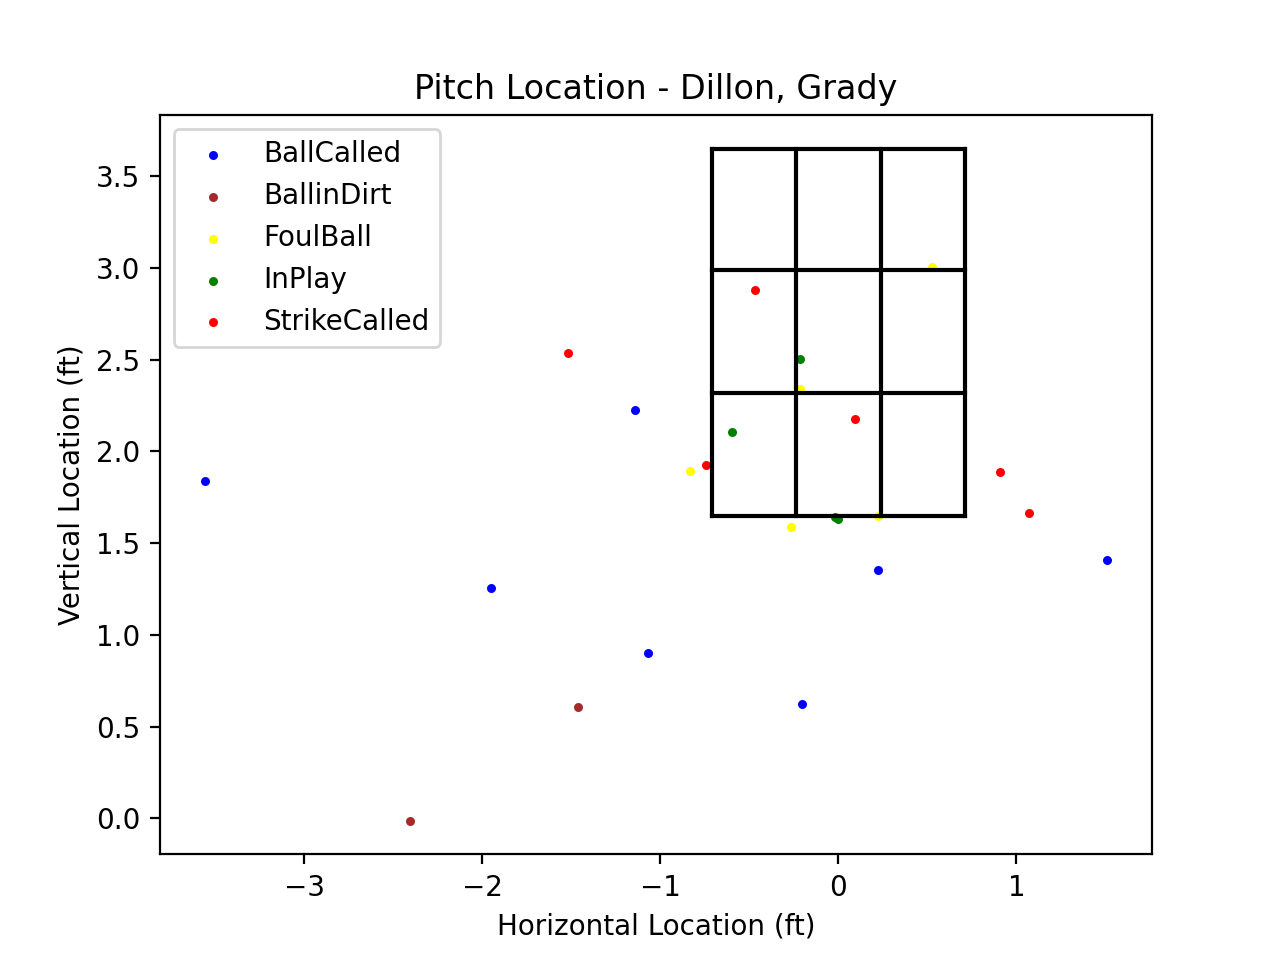 Pitch Location - Dillon, Grady
BallCalled
BallinDirt
FoulBall
InPlay
StrikeCalled
3.5
3.0
2.5
2.0
1.5
1.0
0.5
0.0
Vertical Location (ft)
−3 −2 −1 0 1
Horizontal Location (ft)